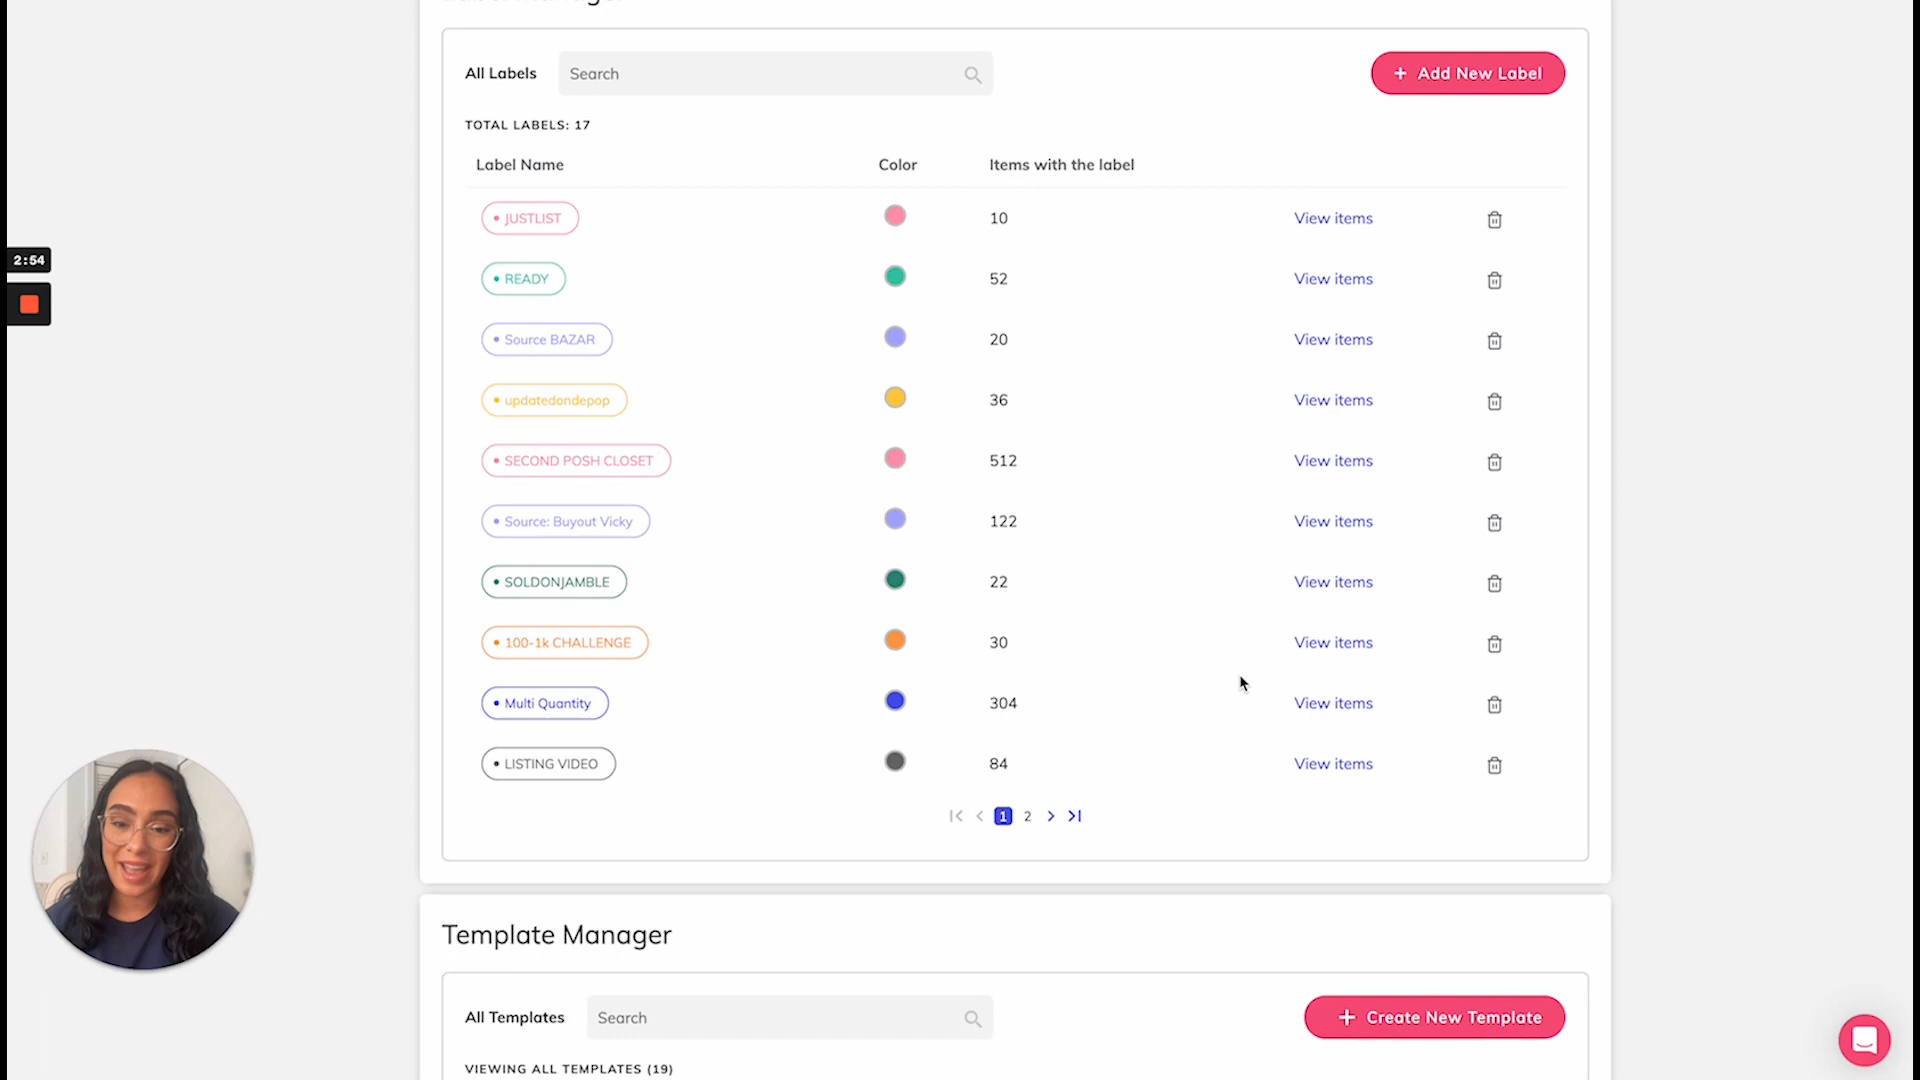 All Labels
Search
+ Add New Label
TOTAL LABELS: 17
Label Name Color Items with the label
JUSTLIST 10 View items
2:54
READY 52 View items
Source BAZAR 20 View items
updatedondepop 36 View items
SECOND POSH CLOSET 512 View items
Source: Buyout Vicky 122 View items
SOLDONJAMBLE 22 View items
100-1k CHALLENGE 30 View items
Multi Quantity 304 View items
LISTING VIDEO 84 View items
1 2
Template Manager
All Templates
Search
+ Create New Template
VIEWING ALL TEMPLATES (19)